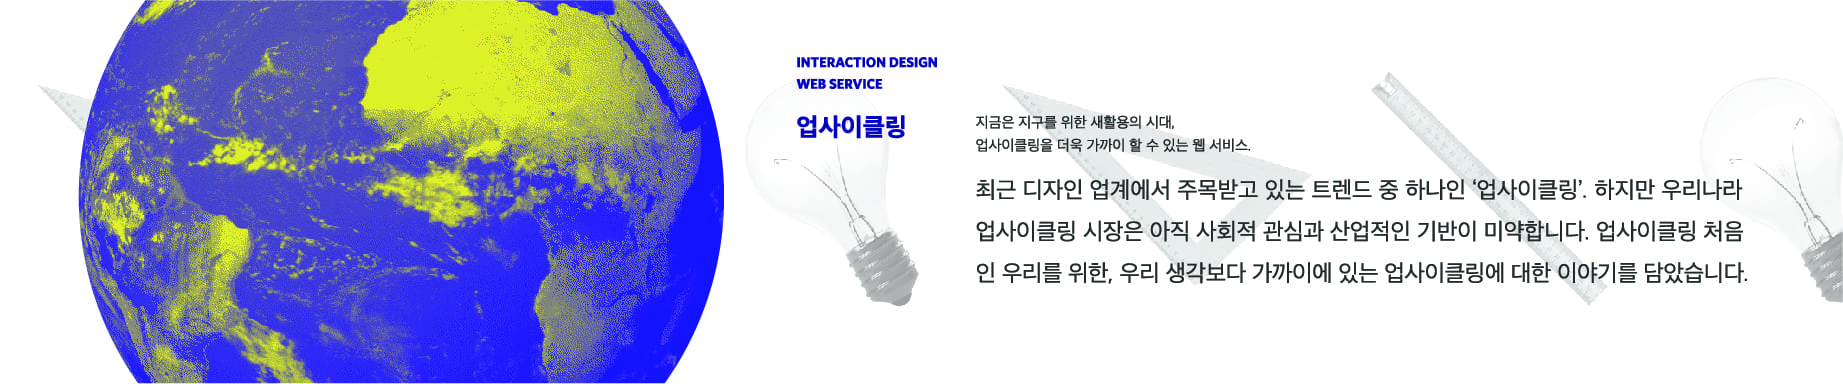 INTERACTION DESIGN
WEB SERVICE
업사이클링
지금은 지구를 위한 새활용의 시대,
업사이클링을 더욱 가까이 할 수 있는 웹 서비스.
최근 디자인 업계에서 주목받고 있는 트렌드 중 하나인 ‘업사이클링’. 하지만 우리나라
업사이클링 시장은 아직 사회적 관심과 산업적인 기반이 미약합니다. 업사이클링 처음
인 우리를 위한, 우리 생각보다 가까이에 있는 업사이클링에 대한 이야기를 담았습니다.